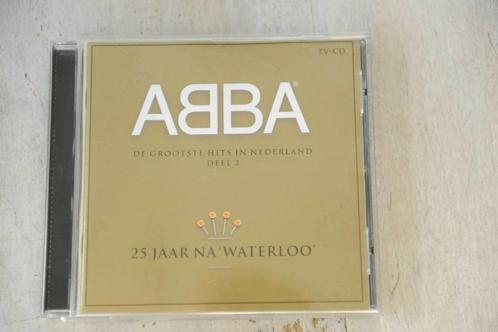 TV-CD
ABBA®
DE GROOTSTE HITS IN NEDERLAND
DEEL 2
25 JAAR NA 'WATERLOO'